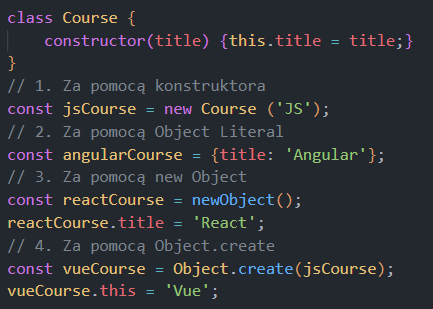 class Course {
    constructor(title) {this.title = title;}
}
// 1. Za pomocą konstruktora
const jsCourse = new Course ('JS');
// 2. Za pomocą Object Literal
const angularCourse = {title: 'Angular'};
// 3. Za pomocą new Object
const reactCourse = newObject();
reactCourse.title = 'React';
// 4. Za pomocą Object.create
const vueCourse = Object.create(jsCourse);
vueCourse.this = 'Vue';